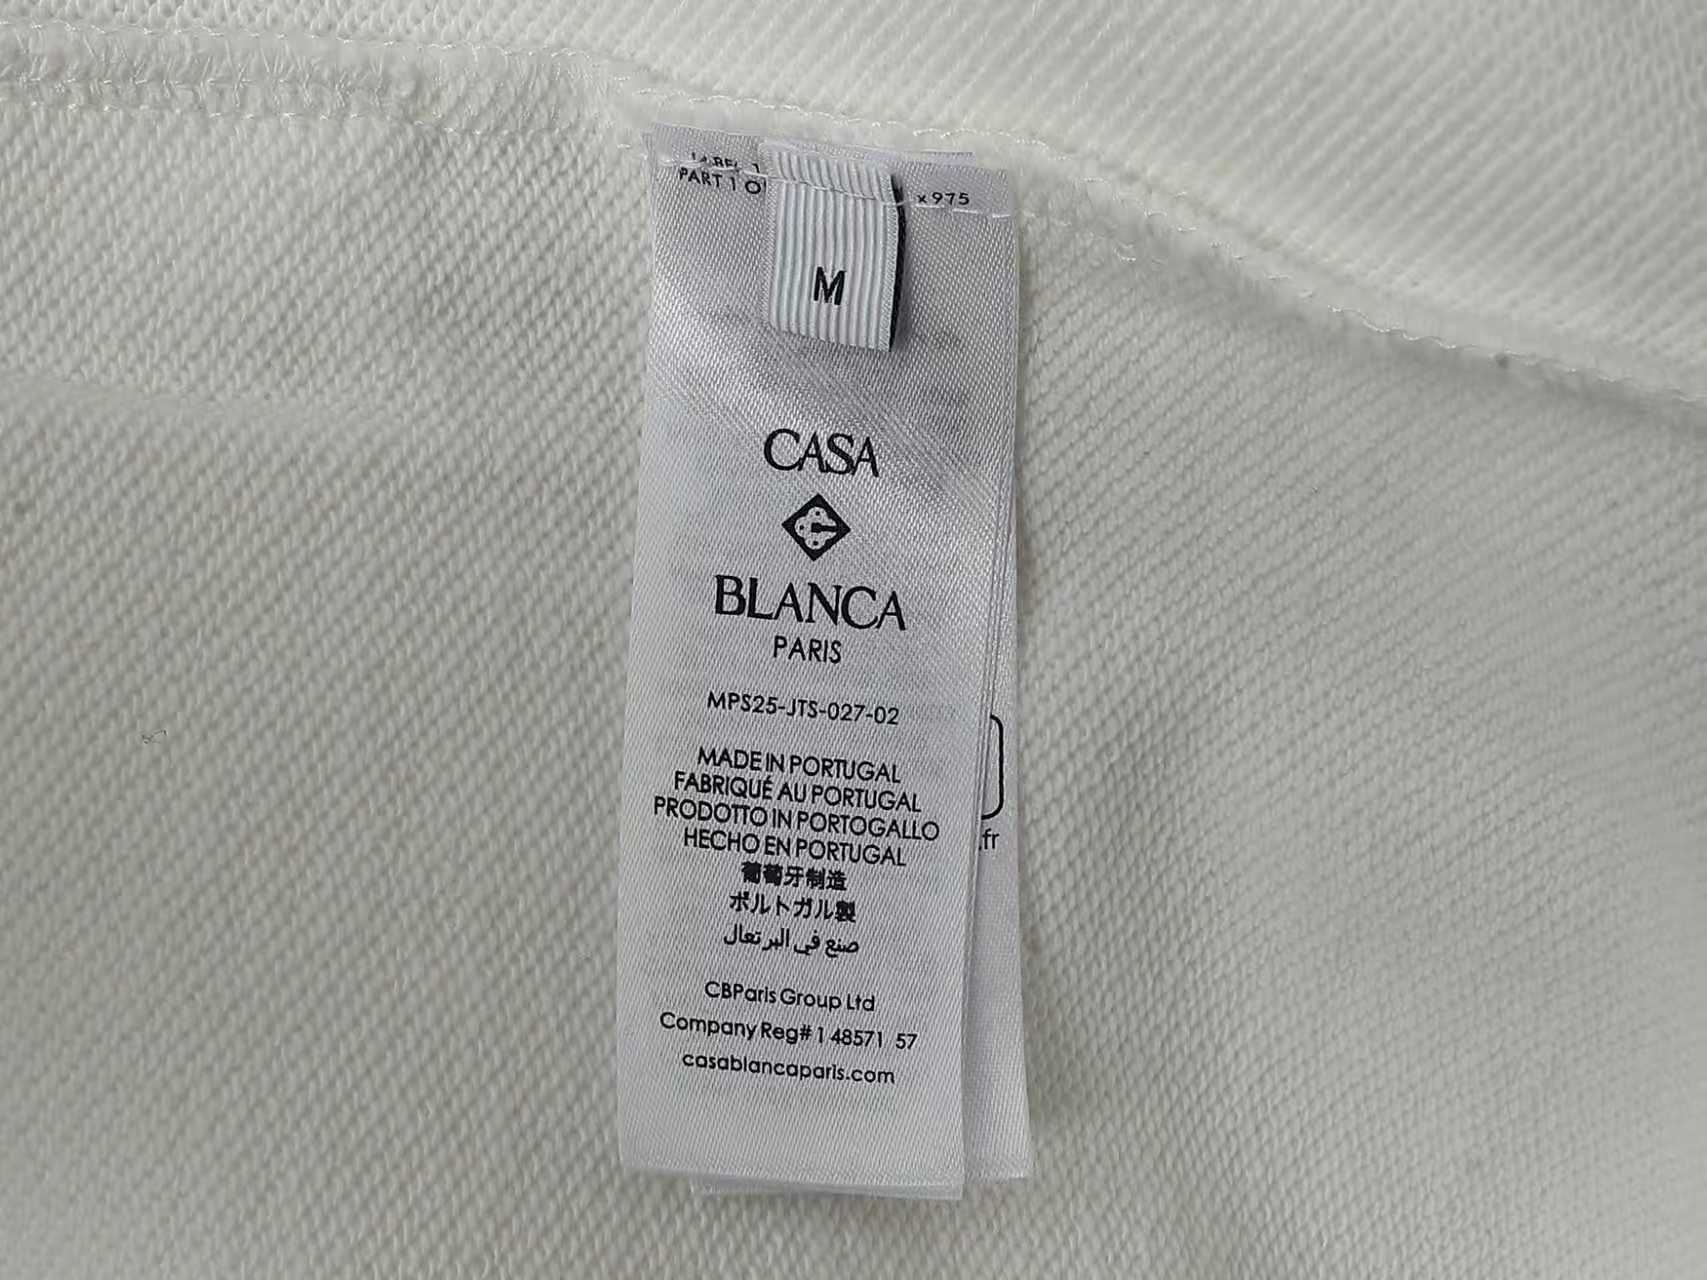 PART 1 O
x 975
M
CASA
BLANCA
PARIS
MPS25-JTS-027-02
MADE IN PORTUGAL
FABRIQUÉ AU PORTUGAL
PRODOTTO IN PORTOGALLO
HECHO EN PORTUGAL
葡萄牙制造
ポルトガル製
صنع في البرتغال
CBParis Group Ltd
Company Reg# 1 48571 57
casablancaparis.com
.fr